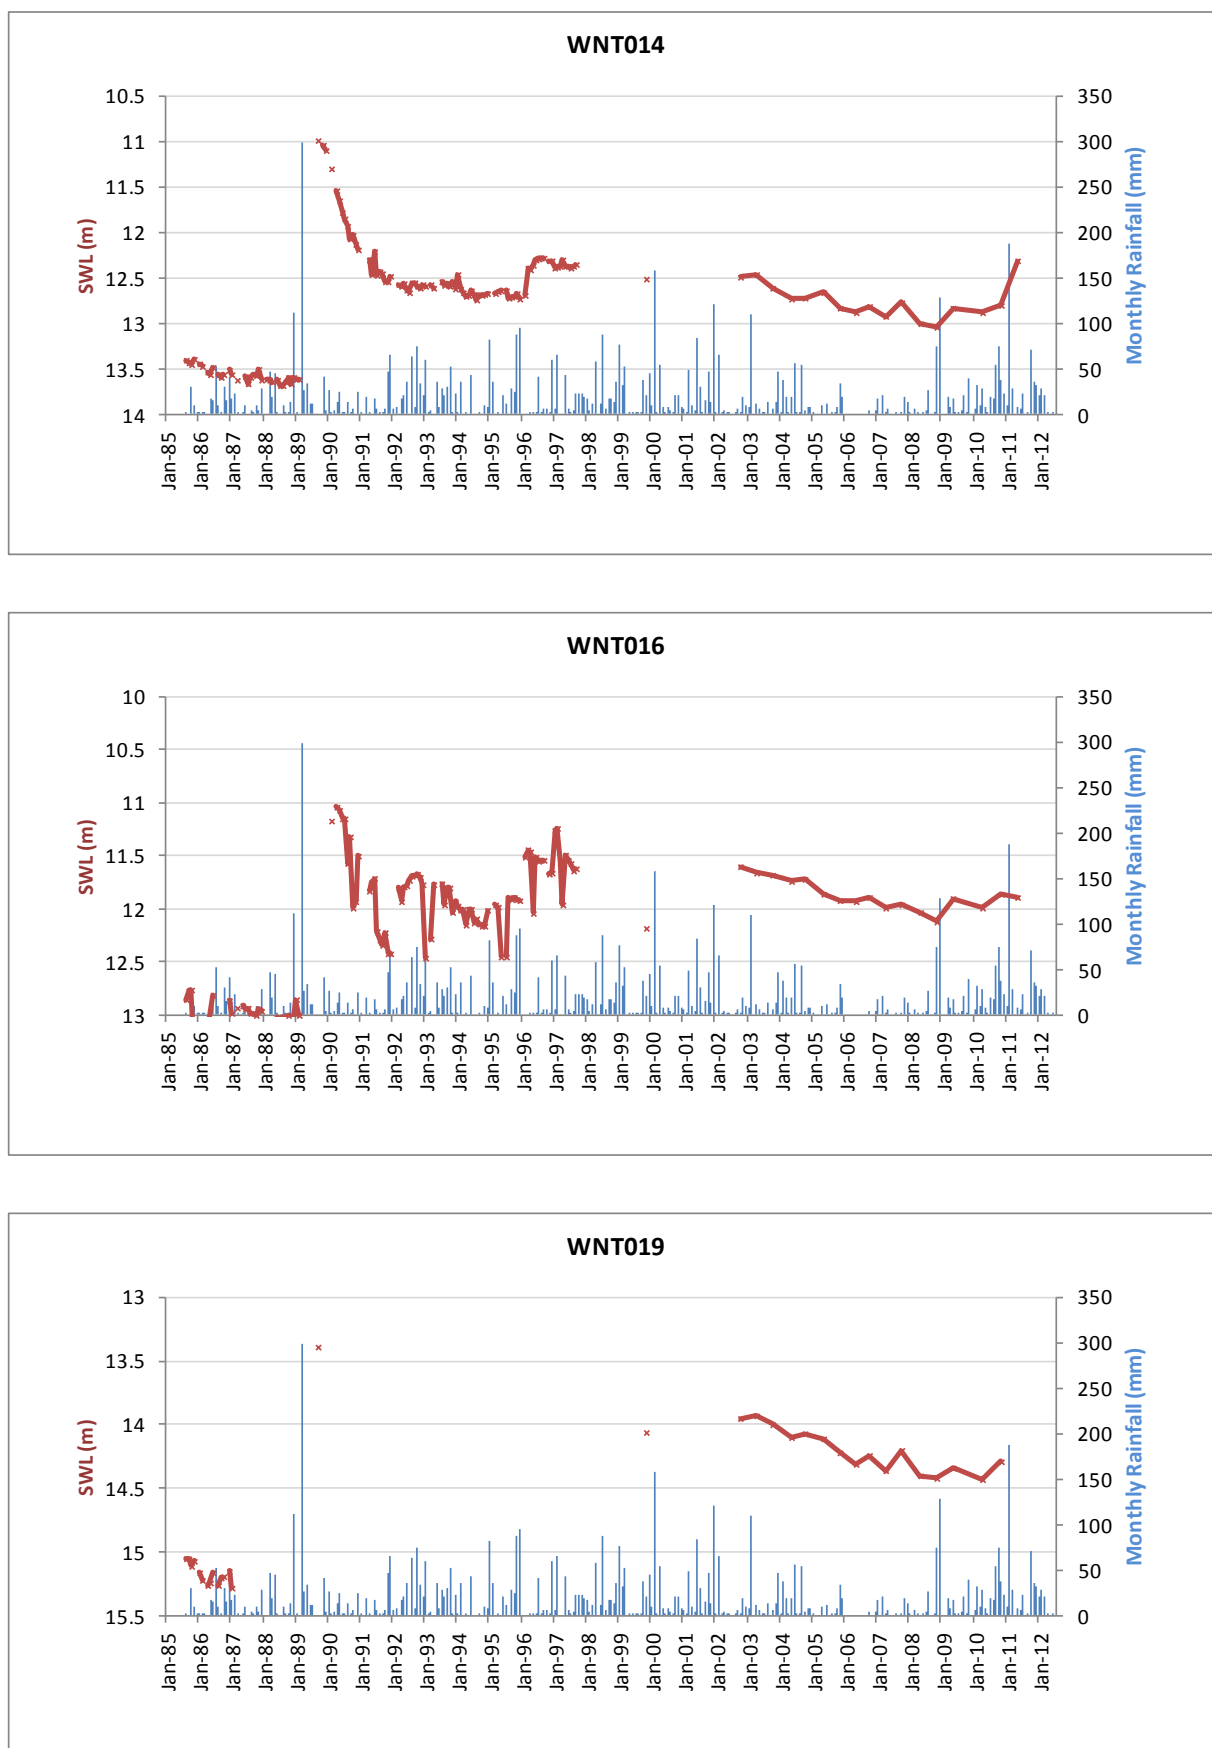 WNT014
10.5
11
11.5
12
12.5
13
13.5
14
SWL (m)
350
300
250
200
150
100
50
0
Monthly Rainfall (mm)
Jan-85
Jan-86
Jan-87
Jan-88
Jan-89
Jan-90
Jan-91
Jan-92
Jan-93
Jan-94
Jan-95
Jan-96
Jan-97
Jan-98
Jan-99
Jan-00
Jan-01
Jan-02
Jan-03
Jan-04
Jan-05
Jan-06
Jan-07
Jan-08
Jan-09
Jan-10
Jan-11
Jan-12
WNT016
10
10.5
11
11.5
12
12.5
13
SWL (m)
350
300
250
200
150
100
50
0
Monthly Rainfall (mm)
Jan-85
Jan-86
Jan-87
Jan-88
Jan-89
Jan-90
Jan-91
Jan-92
Jan-93
Jan-94
Jan-95
Jan-96
Jan-97
Jan-98
Jan-99
Jan-00
Jan-01
Jan-02
Jan-03
Jan-04
Jan-05
Jan-06
Jan-07
Jan-08
Jan-09
Jan-10
Jan-11
Jan-12
WNT019
13
13.5
14
14.5
15
15.5
SWL (m)
350
300
250
200
150
100
50
0
Monthly Rainfall (mm)
Jan-85
Jan-86
Jan-87
Jan-88
Jan-89
Jan-90
Jan-91
Jan-92
Jan-93
Jan-94
Jan-95
Jan-96
Jan-97
Jan-98
Jan-99
Jan-00
Jan-01
Jan-02
Jan-03
Jan-04
Jan-05
Jan-06
Jan-07
Jan-08
Jan-09
Jan-10
Jan-11
Jan-12